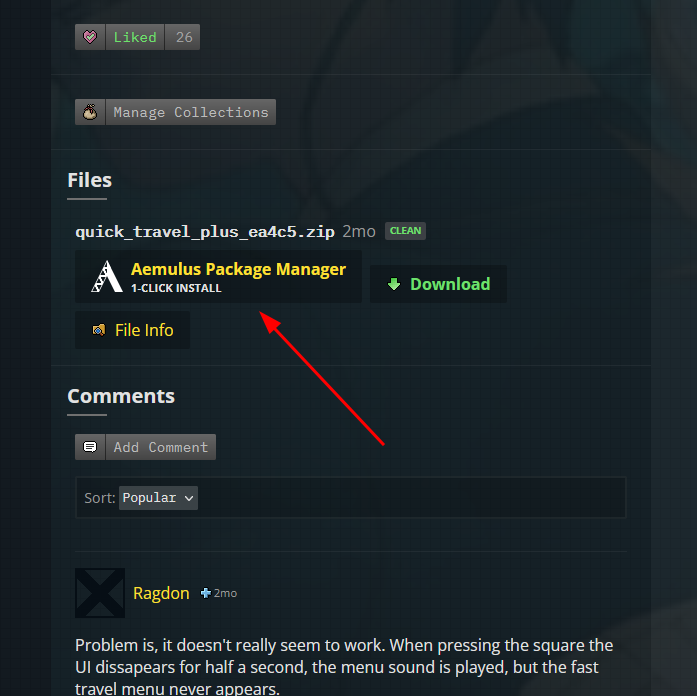 Liked 26
Manage Collections
Files
quick_travel_plus_ea4c5.zip 2mo CLEAN
Aemulus Package Manager
1-CLICK INSTALL
Download
File Info
Comments
Add Comment
Sort: Popular
Ragdon 2mo
Problem is, it doesn't really seem to work. When pressing the square the
UI dissapears for half a second, the menu sound is played, but the fast
travel menu never appears.